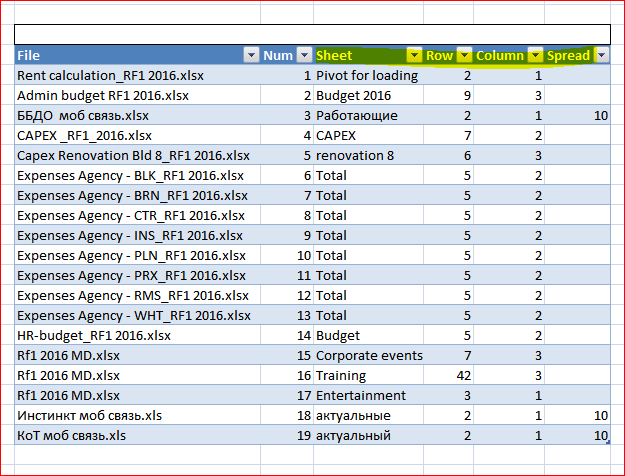 File Num Sheet Row Column Spread
Rent calculation_RF1 2016.xlsx 1 Pivot for loading 2 1
Admin budget RF1 2016.xlsx 2 Budget 2016 9 3
ББДО моб связь.xlsx 3 Работающие 2 1 10
CAPEX _RF1_2016.xlsx 4 CAPEX 7 2
Capex Renovation Bld 8_RF1 2016.xlsx 5 renovation 8 6 3
Expenses Agency - BLK_RF1 2016.xlsx 6 Total 5 2
Expenses Agency - BRN_RF1 2016.xlsx 7 Total 5 2
Expenses Agency - CTR_RF1 2016.xlsx 8 Total 5 2
Expenses Agency - INS_RF1 2016.xlsx 9 Total 5 2
Expenses Agency - PLN_RF1 2016.xlsx 10 Total 5 2
Expenses Agency - PRX_RF1 2016.xlsx 11 Total 5 2
Expenses Agency - RMS_RF1 2016.xlsx 12 Total 5 2
Expenses Agency - WHT_RF1 2016.xlsx 13 Total 5 2
HR-budget_RF1 2016.xlsx 14 Budget 5 2
Rf1 2016 MD.xlsx 15 Corporate events 7 3
Rf1 2016 MD.xlsx 16 Training 42 3
Rf1 2016 MD.xlsx 17 Entertainment 3 1
Инстинкт моб связь.xls 18 актуальные 2 1 10
КоТ моб связь.xls 19 актуальный 2 1 10